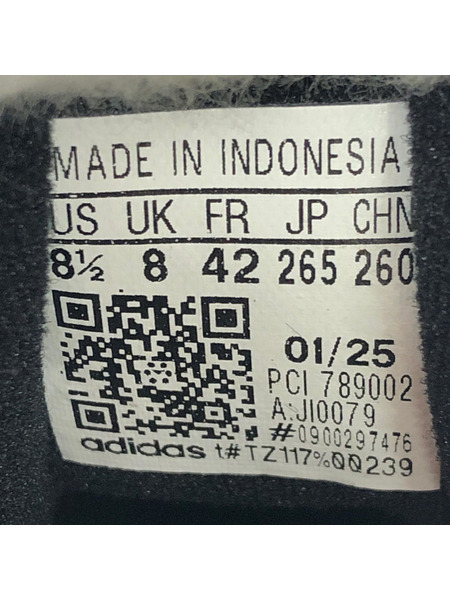 MADE IN INDONESIA
US UK FR JP CHN
8½ 8 42 265 260
01/25
PCI 789002
A:JI0079
#0900297476
adidas t#TZ117%QQ239